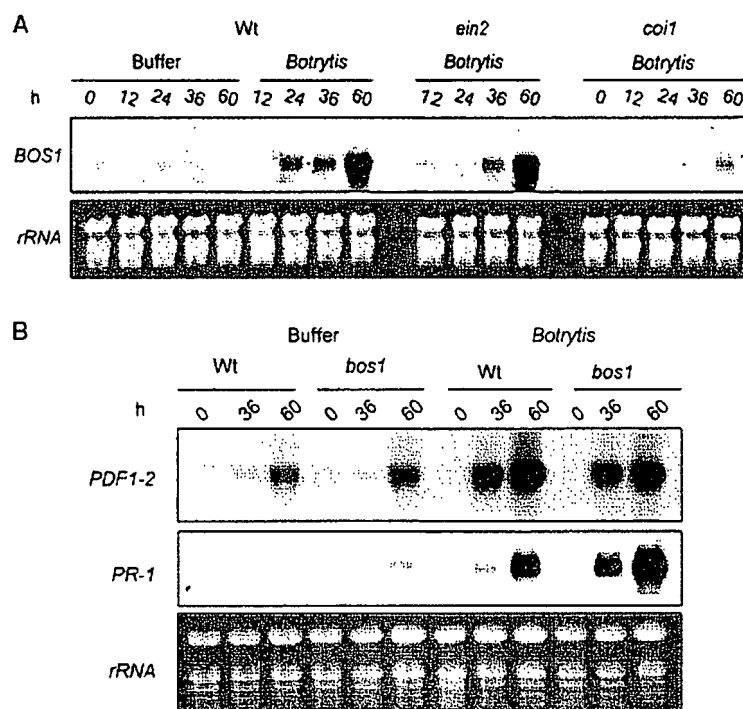 A
Wt ein2 coi1
Buffer Botrytis Botrytis Botrytis
h 0 12 24 36 60 12 24 36 60 12 24 36 60 0 12 24 36 60
BOS1
rRNA
B
Buffer Botrytis
Wt bos1 Wt bos1
h 0 36 60 0 36 60 0 36 60 0 36 60
PDF1-2
PR-1
rRNA